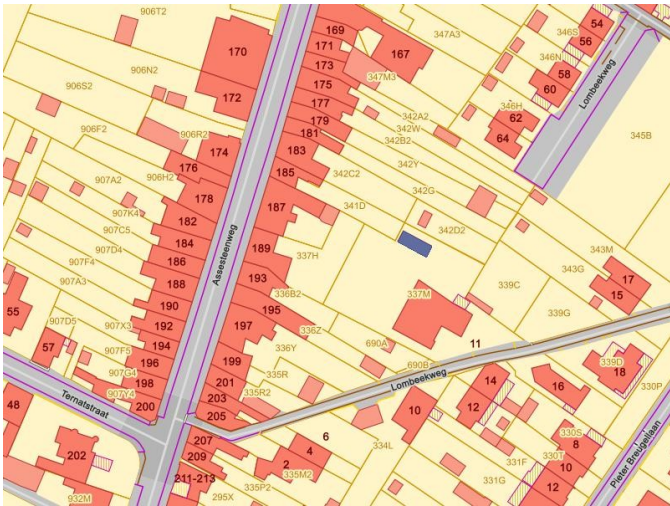 906T2
169
54
346S
56
170
171
167
347A3
346N
906N2
173
347M3
58
60
Lombeekweg
906S2
175
172
177
342A2
346H
62
906F2
179
342W
906R2
181
342B2
64
345B
174
183
342Y
176
906H2
342C2
185
342G
907A2
178
341D
187
907K4
182
907C5
342D2
184
189
337H
343M
907D4
Assesteenweg
343G
17
907F4
186
193
339C
15
907A3
188
336B2
337M
55
190
195
339G
907D5
907X3
192
197
336Z
57
194
336Y
690A
11
907F5
199
690B
339D
196
335R
18
907G4
201
Lombeekweg
14
16
198
335R2
330P
907Y4
203
200
205
10
12
Ternatstraat
48
6
330S
8
207
4
334L
202
209
2
331F
330T
10
335M2
211-213
331G
12
932M
295X
335P2
Pieter Breugellaan